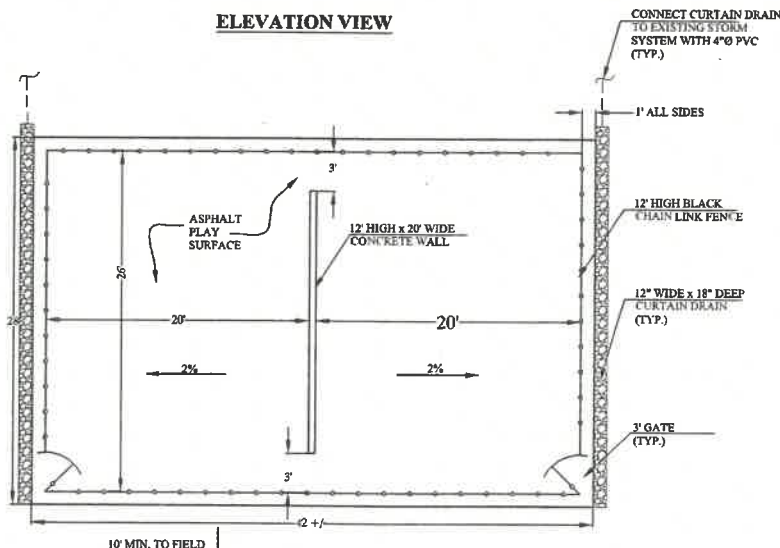 ELEVATION VIEW
CONNECT CURTAIN DRAIN
TO EXISTING STORM
SYSTEM WITH 4"Ø PVC
(TYP.)
1' ALL SIDES
3'
12' HIGH BLACK
CHAIN LINK FENCE
ASPHALT
PLAY
SURFACE
12' HIGH x 20' WIDE
CONCRETE WALL
26'
28'
12" WIDE x 18" DEEP
CURTAIN DRAIN
(TYP.)
20'
20'
2%
2%
3' GATE
(TYP.)
3'
42 +/
10' MIN. TO FIELD